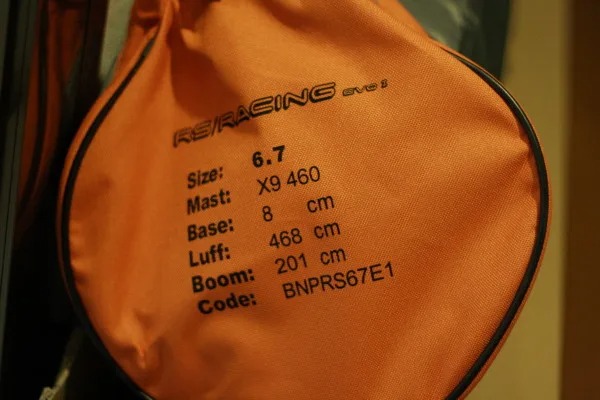 RS/RACING evo 1
Size: 6.7
Mast: X9 460
Base: 8 cm
Luff: 468 cm
Boom: 201 cm
Code: BNPRS67E1